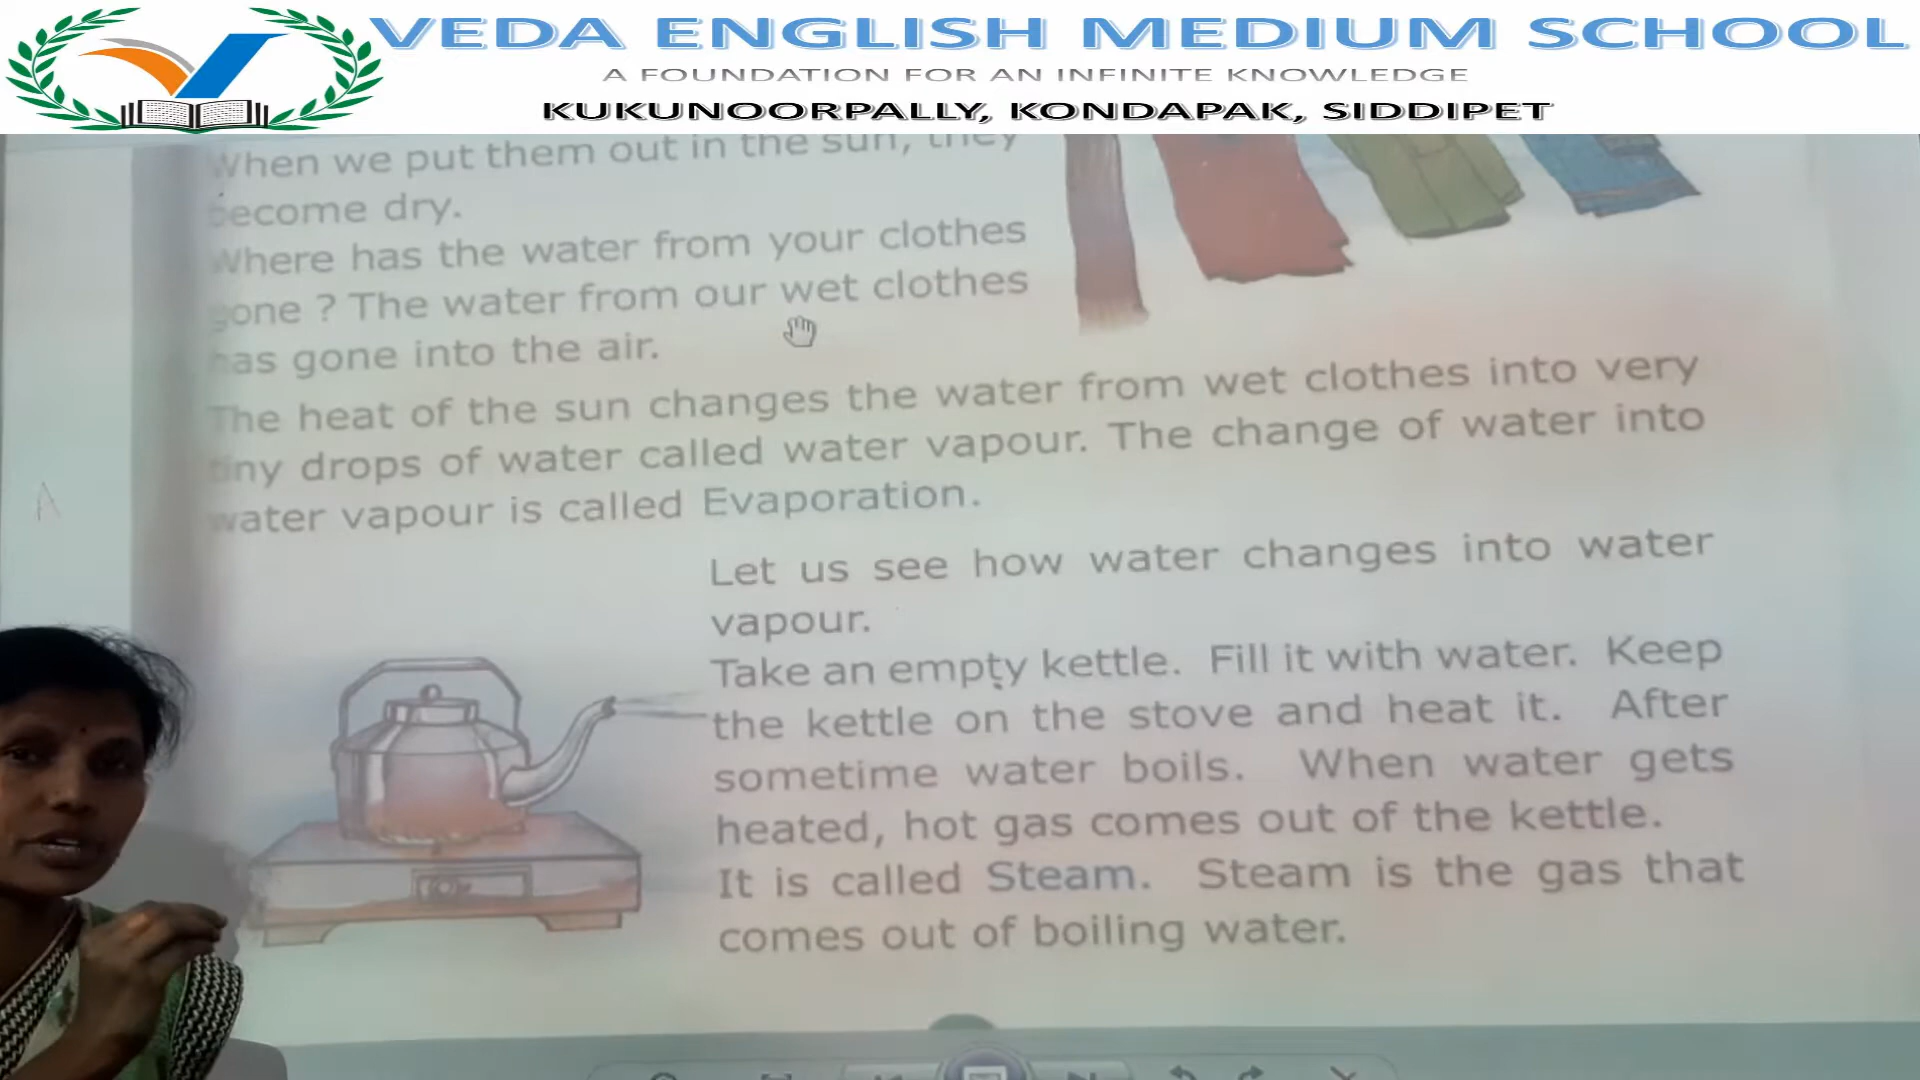 VEDA ENGLISH MEDIUM SCHOOL
A FOUNDATION FOR AN INFINITE KNOWLEDGE
KUKUNOORPALLY, KONDAPAK, SIDDIPET
When we put them out in the sun, they
become dry.
Where has the water from your clothes
gone ? The water from our wet clothes
has gone into the air.
The heat of the sun changes the water from wet clothes into very
tiny drops of water called water vapour. The change of water into
water vapour is called Evaporation.
Let us see how water changes into water
vapour.
Take an empty kettle. Fill it with water. Keep
the kettle on the stove and heat it. After
sometime water boils. When water gets
heated, hot gas comes out of the kettle.
It is called Steam. Steam is the gas that
comes out of boiling water.